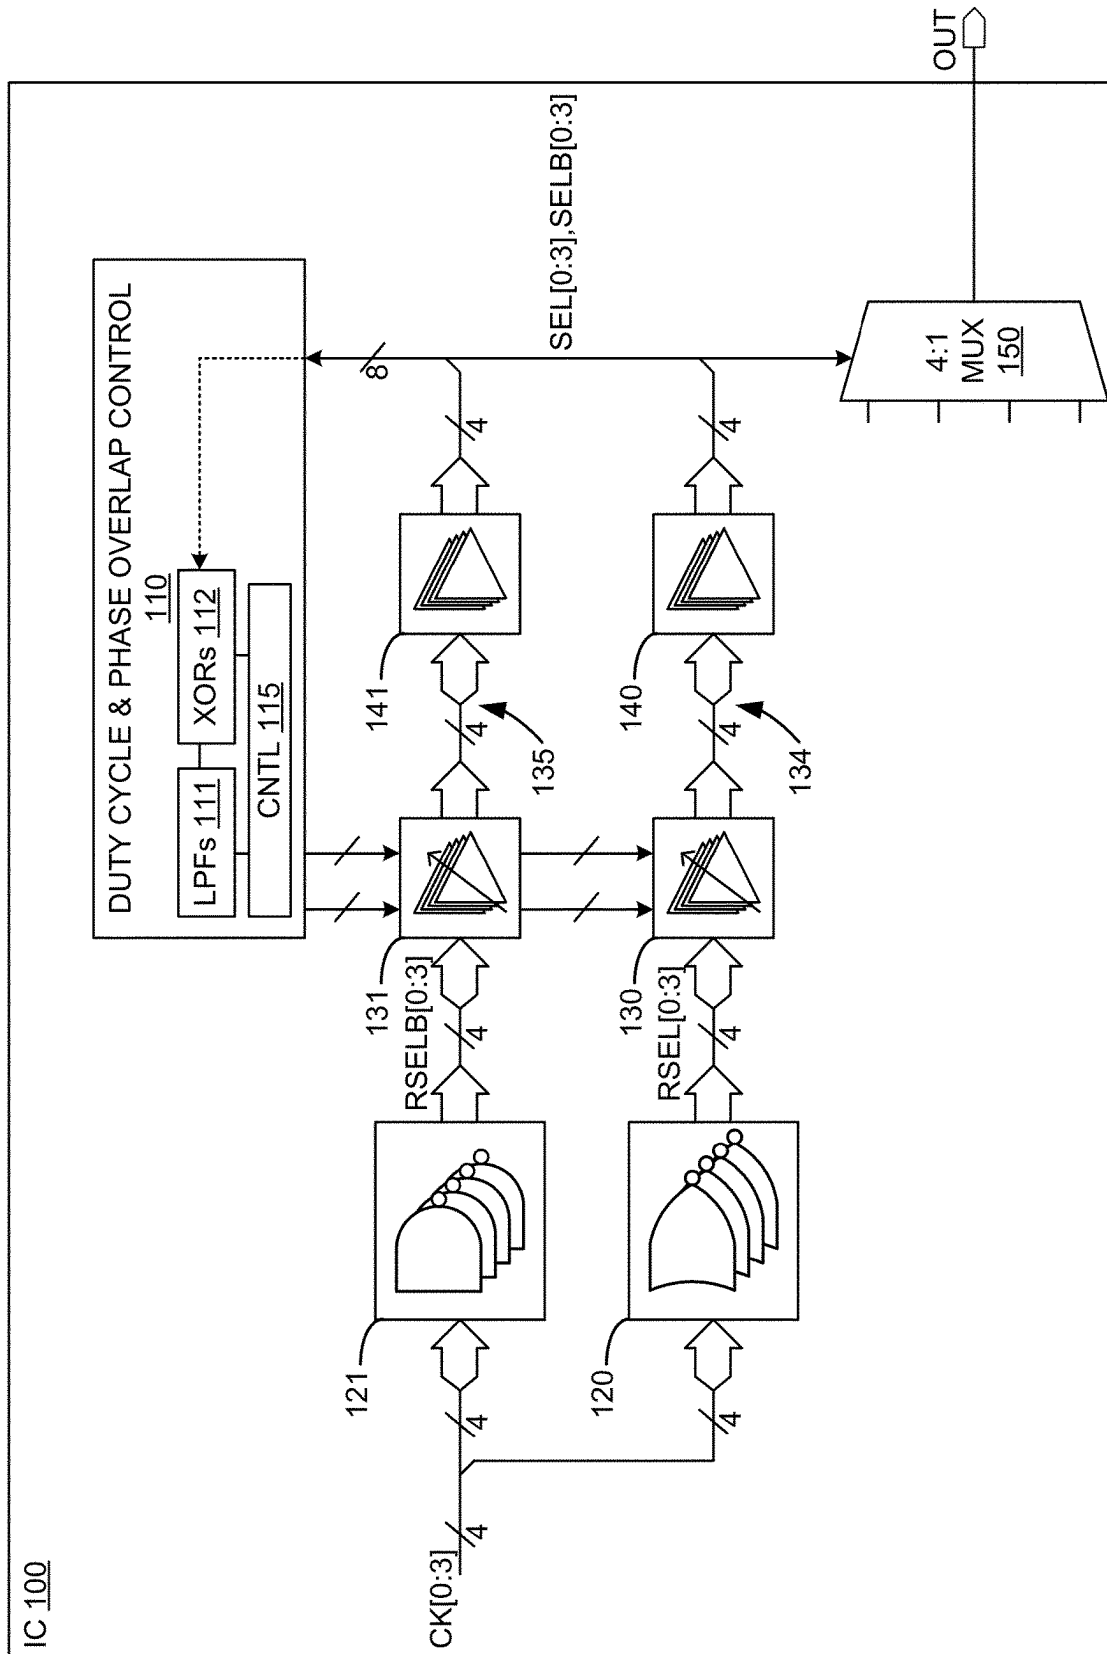 IC 100
DUTY CYCLE & PHASE OVERLAP CONTROL
110
LPFs 111
XORs 112
CNTL 115
8
SEL[0:3],SELB[0:3]
OUT
CK[0:3]
4
4
121
RSELB[0:3]
4
131
4
135
141
4
4
120
RSEL[0:3]
4
130
4
134
140
4
4:1
MUX
150